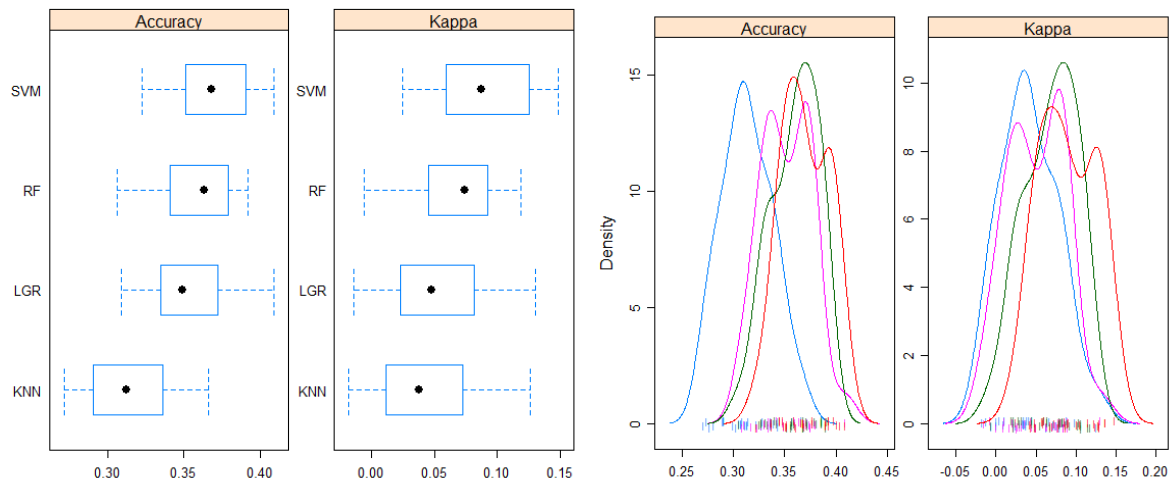 Accuracy
Kappa
SVM
RF
LGR
KNN
SVM
RF
LGR
KNN
0.30 0.35 0.40
0.00 0.05 0.10 0.15
Accuracy
Kappa
Density
15
10
5
0
10
8
6
4
2
0
0.25 0.30 0.35 0.40 0.45
-0.05 0.00 0.05 0.10 0.15 0.20